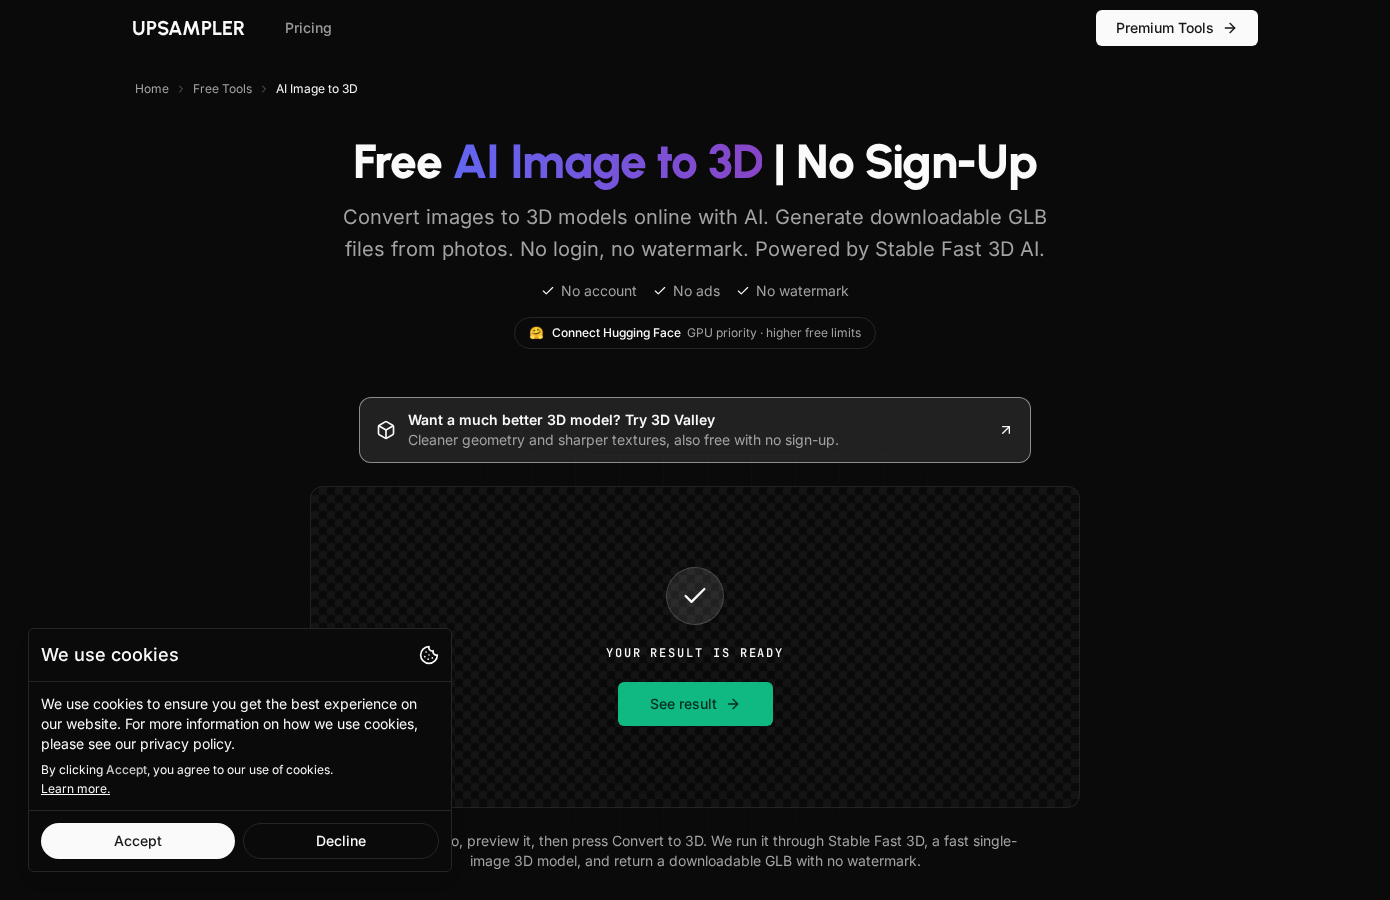 UPSAMPLER
Pricing
Premium Tools
Home
Free Tools
AI Image to 3D
Free AI Image to 3D | No Sign-Up
Convert images to 3D models online with AI. Generate downloadable GLB
files from photos. No login, no watermark. Powered by Stable Fast 3D AI.
No account
No ads
No watermark
Connect Hugging Face GPU priority · higher free limits
Want a much better 3D model? Try 3D Valley
Cleaner geometry and sharper textures, also free with no sign-up.
YOUR RESULT IS READY
See result
We use cookies
We use cookies to ensure you get the best experience on
our website. For more information on how we use cookies,
please see our privacy policy.
By clicking Accept, you agree to our use of cookies.
Learn more.
Accept
Decline
preview it, then press Convert to 3D. We run it through Stable Fast 3D, a fast single-
image 3D model, and return a downloadable GLB with no watermark.